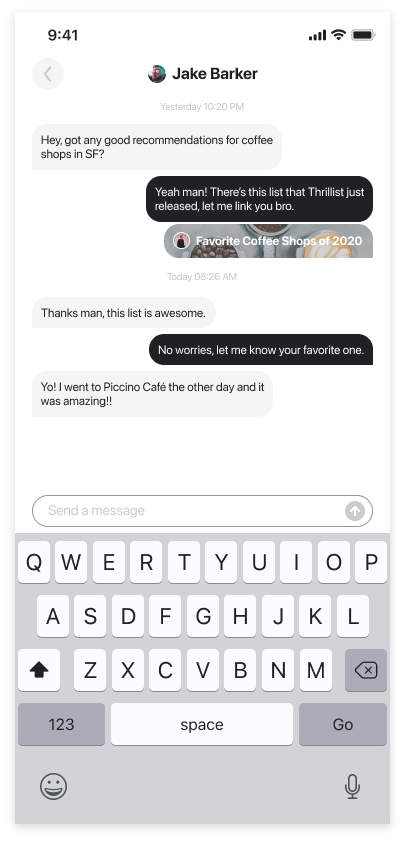 9:41
Jake Barker
Yesterday 10:20 PM
Hey, got any good recommendations for coffee
shops in SF?
Yeah man! There's this list that Thrillist just
released, let me link you bro.
Favorite Coffee Shops of 2020
Today 08:26 AM
Thanks man, this list is awesome.
No worries, let me know your favorite one.
Yo! I went to Piccino Café the other day and it
was amazing!!
Send a message
Q W E R T Y U I O P
A S D F G H J K L
Z X C V B N M
123 space Go